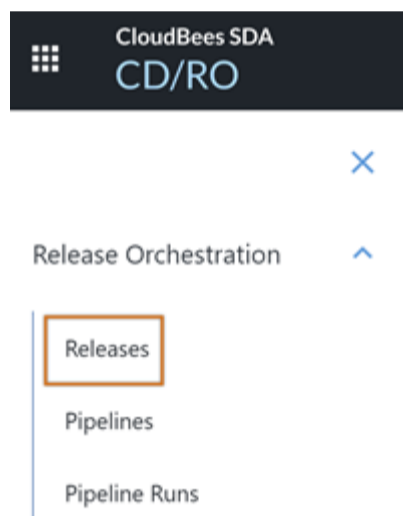 CloudBees SDA
CD/RO
Release Orchestration
Releases
Pipelines
Pipeline Runs